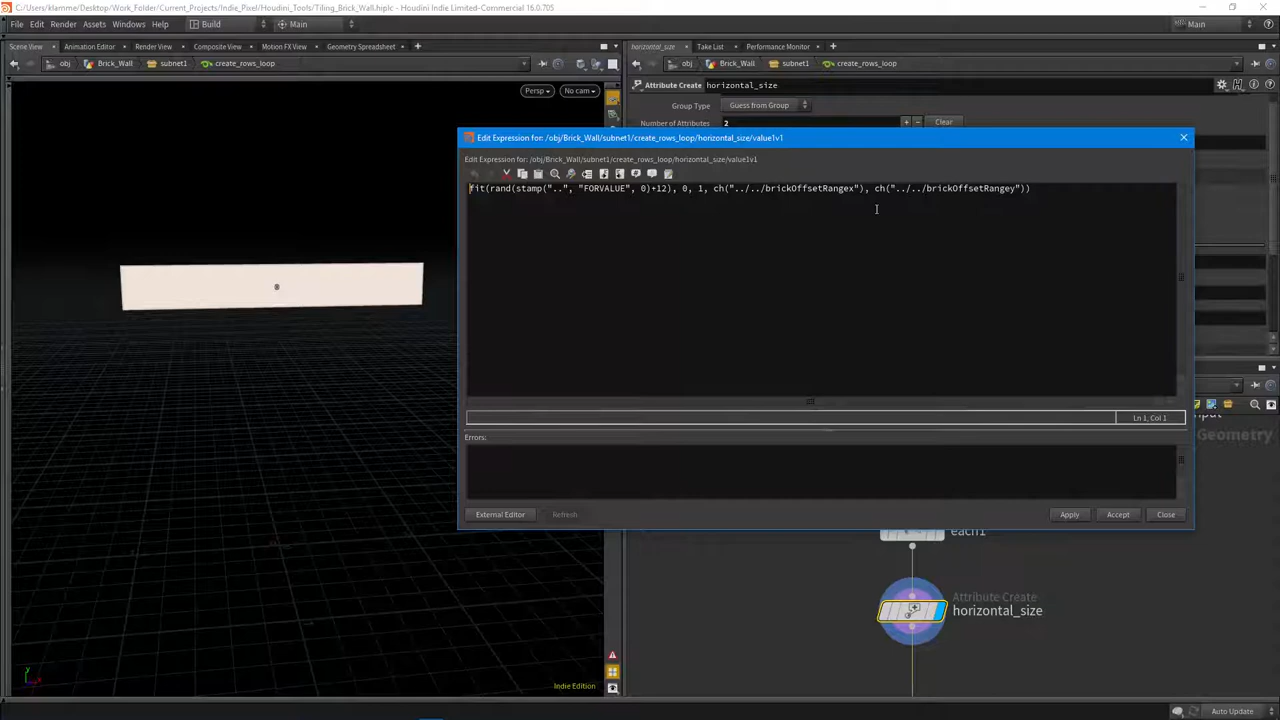 C:/Users/klamme/Desktop/Work_Folder/Current_Projects/Indie_Pixel/Houdini_Tools/Tiling_Brick_Wall.hiplc - Houdini Indie Limited-Commercial 16.0.705
File Edit Render Assets Windows Help Build Main Main
Scene View Animation Editor Render View Composite View Motion FX View Geometry Spreadsheet
obj Brick_Wall subnet1 create_rows_loop
Persp No cam
0
Indie Edition
horizontal_size Take List Performance Monitor
obj Brick_Wall subnet1 create_rows_loop
Attribute Create horizontal_size
Group Type Guess from Group
Number of Attributes 2 Clear
Edit Expression for: /obj/Brick_Wall/subnet1/create_rows_loop/horizontal_size/value1v1
Edit Expression for: /obj/Brick_Wall/subnet1/create_rows_loop/horizontal_size/value1v1
fit(rand(stamp("..", "FORVALUE", 0)+12), 0, 1, ch("../../brickOffsetRangex"), ch("../../brickOffsetRangey"))
Ln 1, Col 1
Errors:
External Editor Refresh Apply Accept Close
Geometry
each1
Attribute Create
horizontal_size
Auto Update